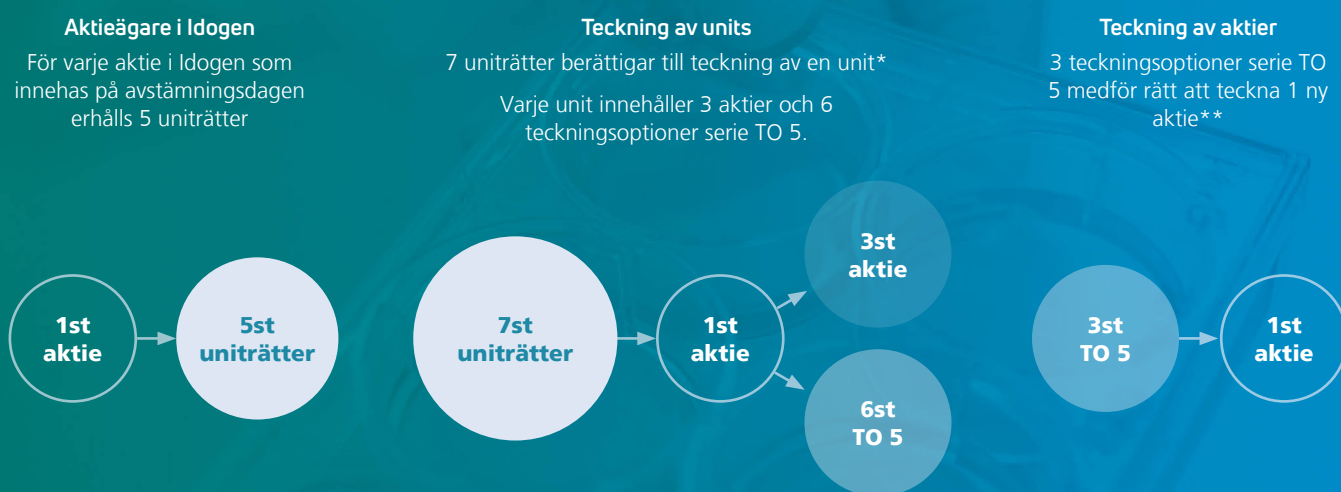 Aktieägare i Idogen
För varje aktie i Idogen som
innehas på avstämningsdagen
erhålls 5 uniträtter
Teckning av units
7 uniträtter berättigar till teckning av en unit*
Varje unit innehåller 3 aktier och 6
teckningsoptioner serie TO 5.
Teckning av aktier
3 teckningsoptioner serie TO
5 medför rätt att teckna 1 ny
aktie**
1st
aktie
5st
uniträtter
7st
uniträtter
1st
aktie
3st
aktie
6st
TO 5
3st
TO 5
1st
aktie